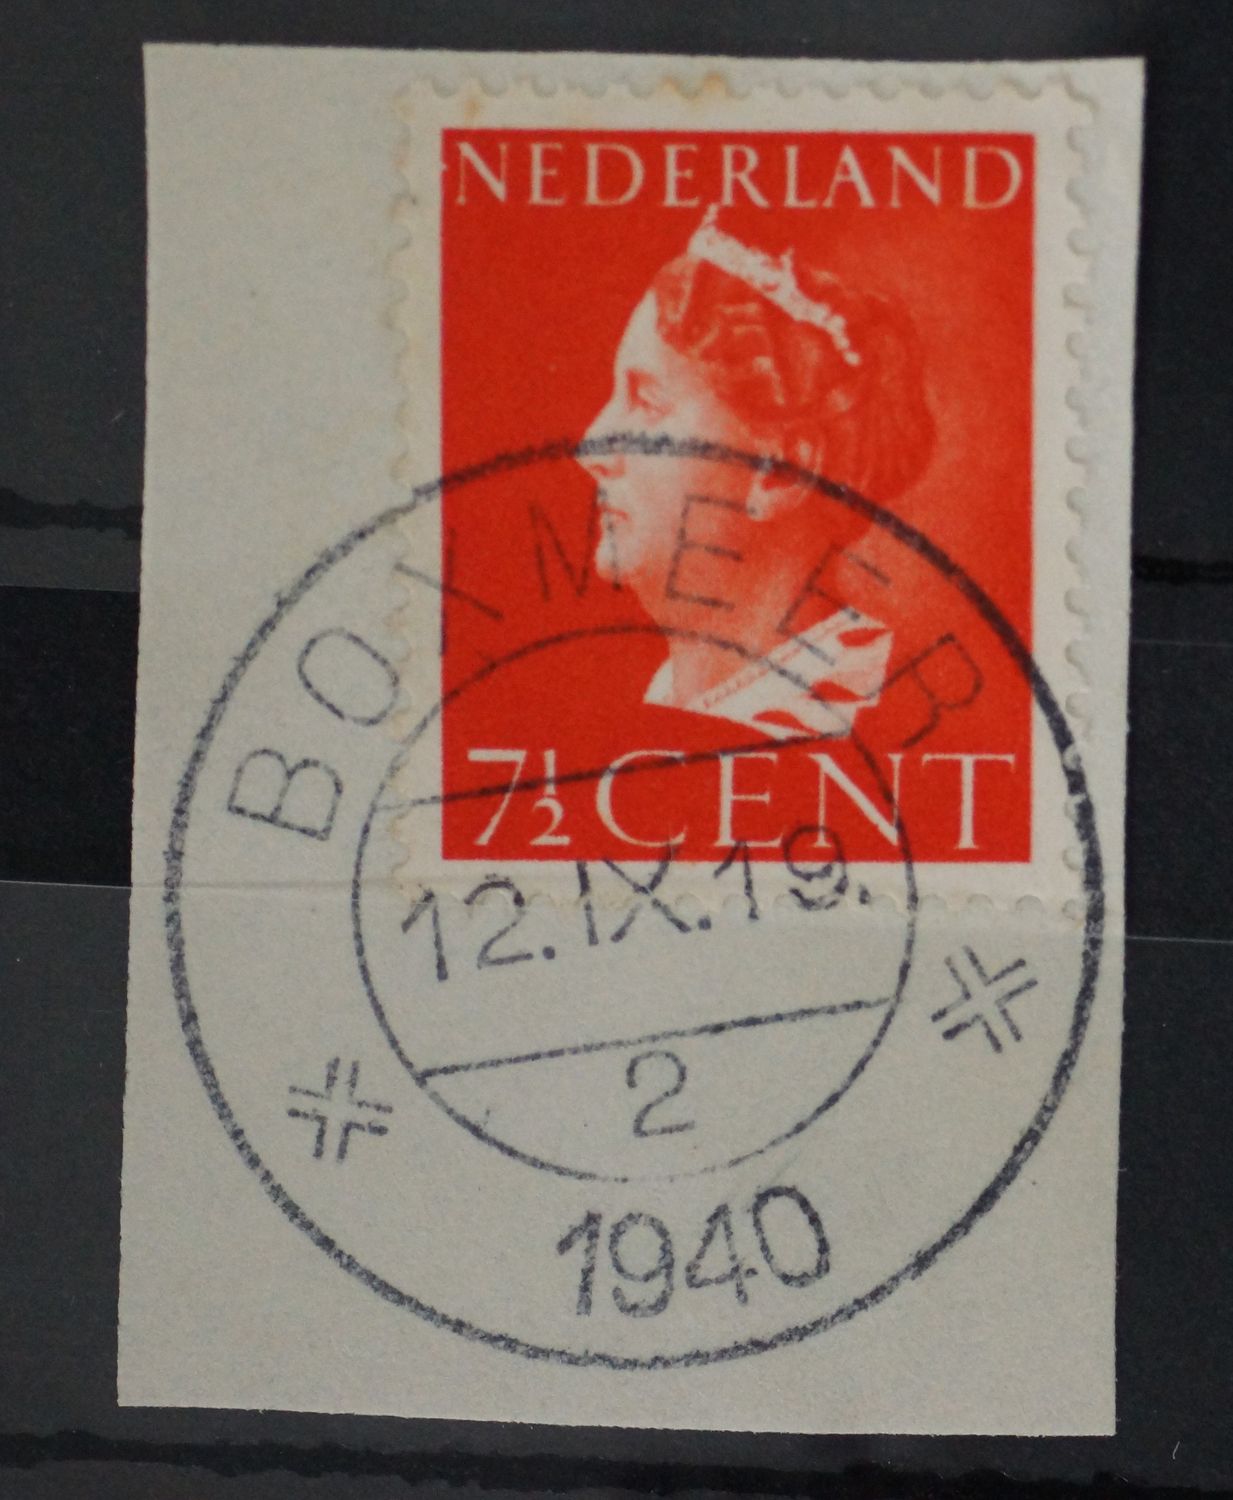 NEDERLAND
7½ CENT
BOXMEER
12.IX.19.
2
1940